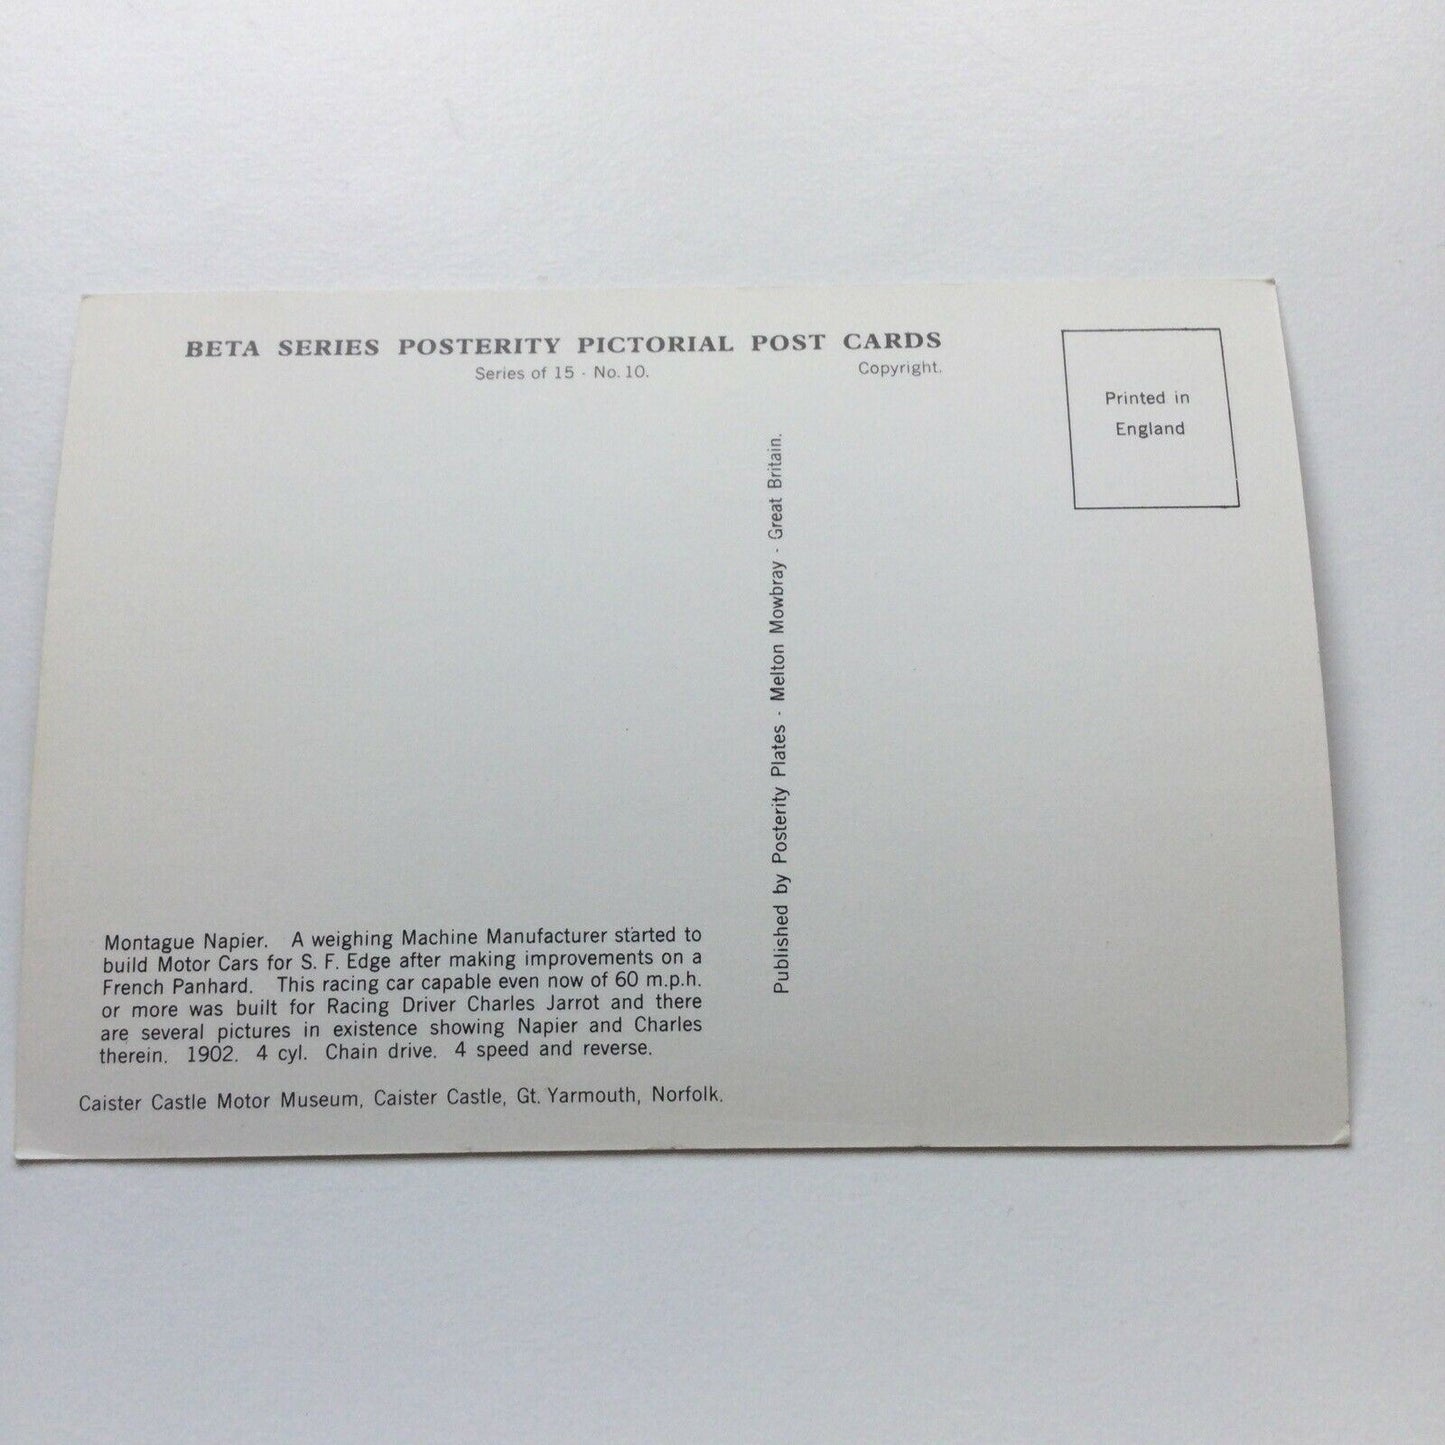 BETA SERIES POSTERITY PICTORIAL POST CARDS
Series of 15 · No. 10.
Copyright.
Printed in
England
Published by Posterity Plates · Melton Mowbray · Great Britain.
Montague Napier. A weighing Machine Manufacturer started to
build Motor Cars for S. F. Edge after making improvements on a
French Panhard. This racing car capable even now of 60 m.p.h.
or more was built for Racing Driver Charles Jarrot and there
are several pictures in existence showing Napier and Charles
therein. 1902. 4 cyl. Chain drive. 4 speed and reverse.
Caister Castle Motor Museum, Caister Castle, Gt. Yarmouth, Norfolk.